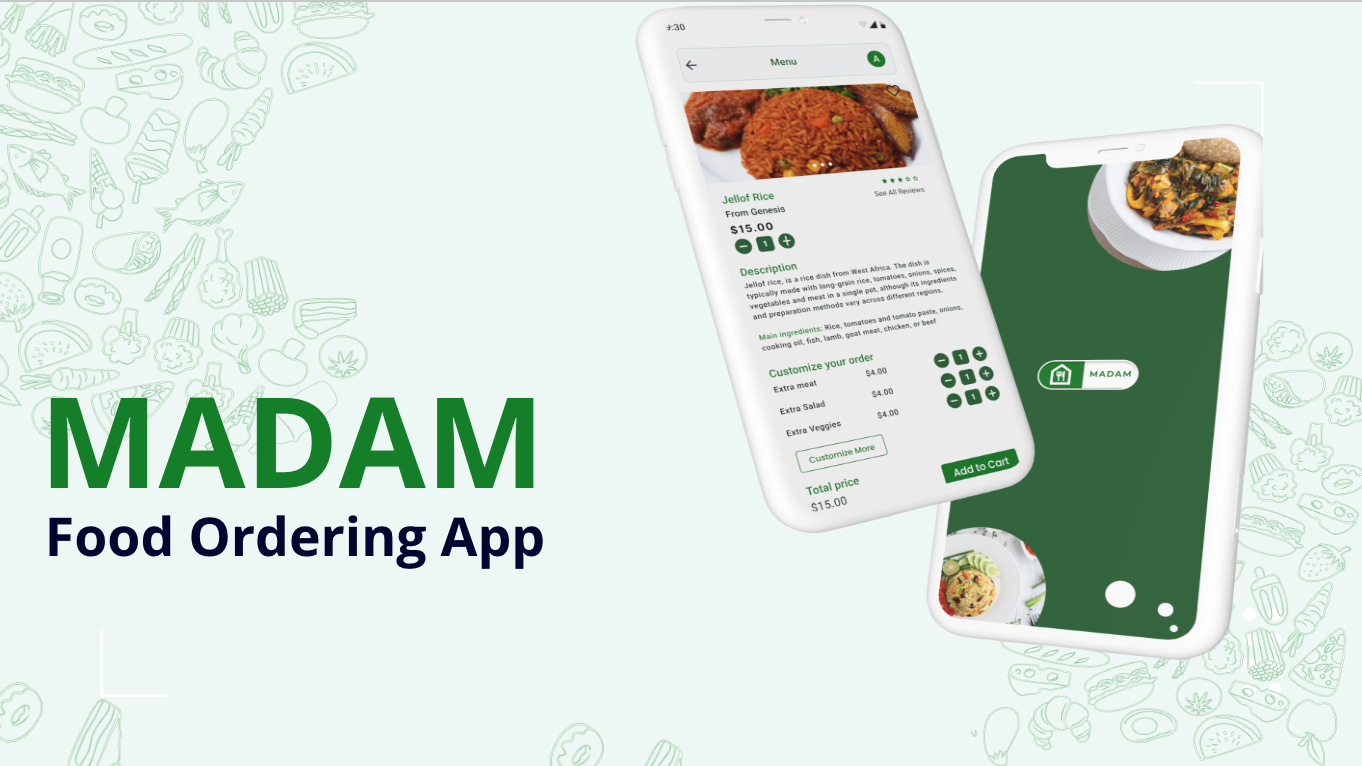 MADAM
Food Ordering App
9:30
Menu
A
Jellof Rice
From Genesis
See All Reviews
$15.00
1
Description
Jellof rice, is a rice dish from West Africa. The dish is
typically made with long-grain rice, tomatoes, onions, spices,
vegetables and meat in a single pot, although its ingredients
and preparation methods vary across different regions.
Main ingredients: Rice, tomatoes and tomato paste, onions,
cooking oil, fish, lamb, goat meat, chicken, or beef
Customize your order
Extra meat $4.00 1
Extra Salad $4.00 1
Extra Veggies $4.00 1
Customize More
Total price
$15.00
Add to Cart
MADAM